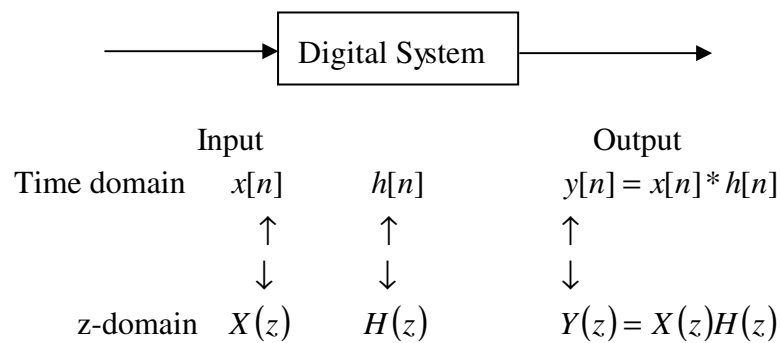 Digital System
Input Output
Time domain x[n] h[n] y[n] = x[n]* h[n]
↑ ↑ ↑
↓ ↓ ↓
z-domain X(z) H(z) Y(z) = X(z)H(z)